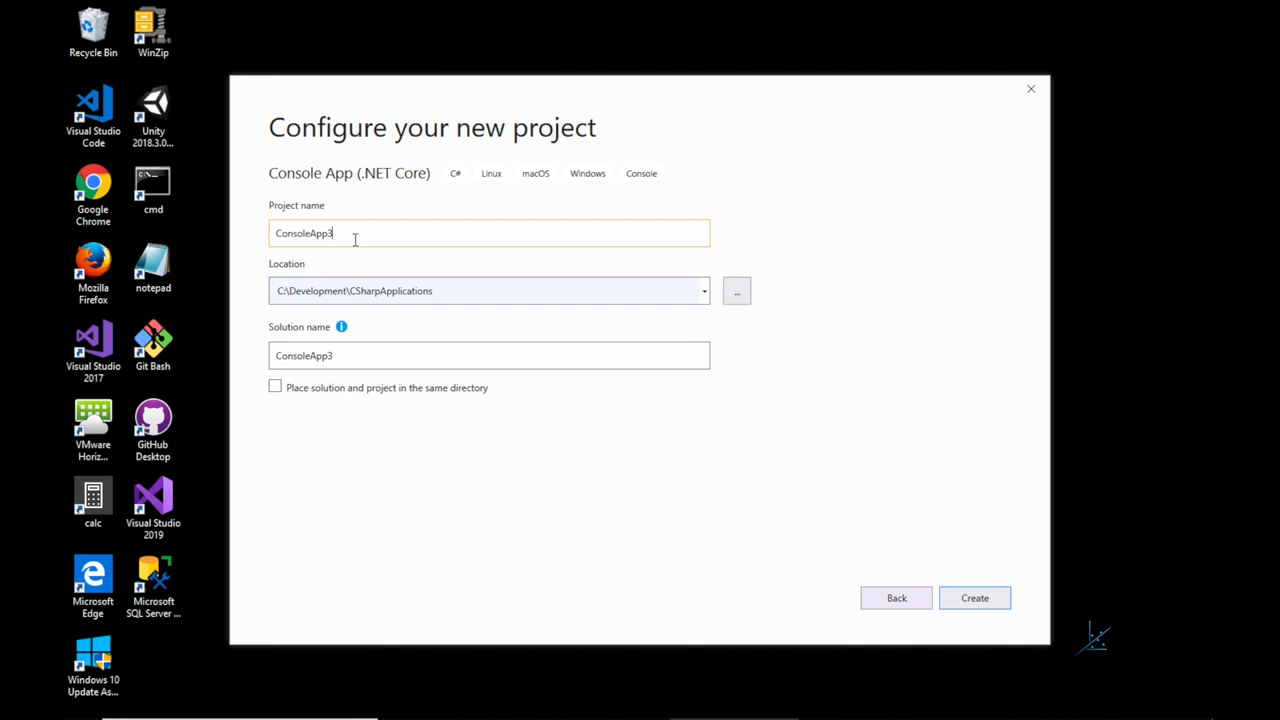 Recycle Bin
WinZip
Visual Studio
Code
Unity
2018.3.0...
Google
Chrome
cmd
C:\_
Mozilla
Firefox
notepad
Visual Studio
2017
Git Bash
VMware
Horiz...
GitHub
Desktop
calc
Visual Studio
2019
Microsoft
Edge
Microsoft
SQL Server ...
Windows 10
Update As...
Configure your new project
Console App (.NET Core) C# Linux macOS Windows Console
Project name
ConsoleApp3
Location
C:\Development\CSharpApplications
...
Solution name
ConsoleApp3
Place solution and project in the same directory
Back
Create